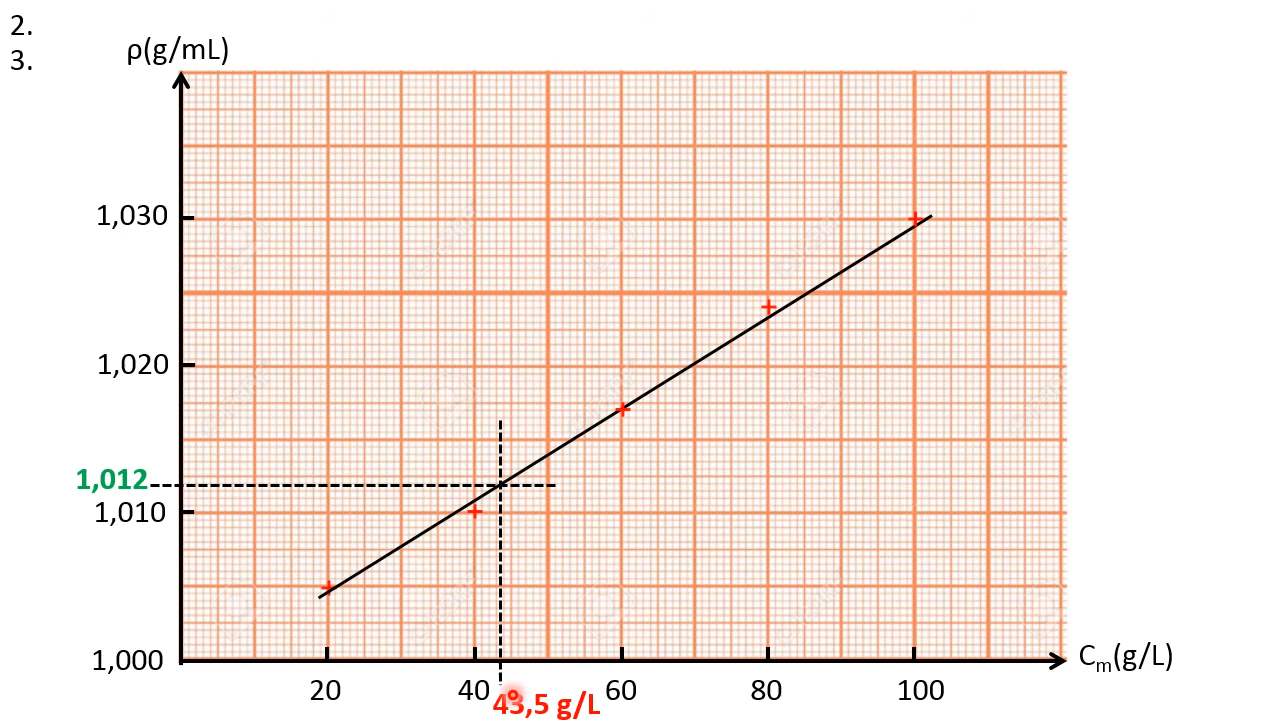 2.
3.
ρ(g/mL)
1,030
1,020
1,012
1,010
1,000
Cm(g/L)
20 40 60 80 100
43,5 g/L